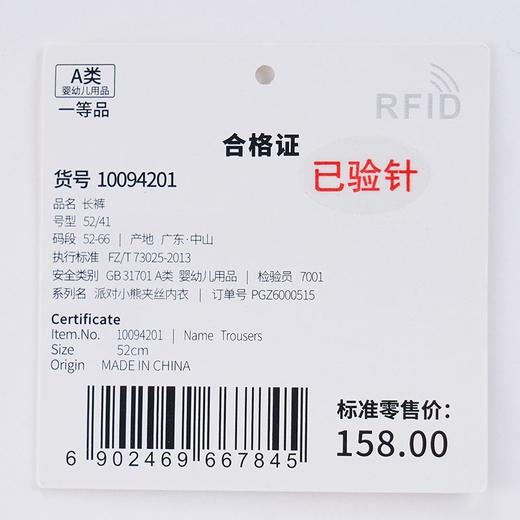 A类
婴幼儿用品
一等品
RFID
合格证
已验针
货号 10094201
品名 长裤
号型 52/41
码段 52-66 | 产地 广东·中山
执行标准 FZ/T 73025-2013
安全类别 GB 31701 A类 婴幼儿用品 | 检验员 7001
系列名 派对小熊夹丝内衣 | 订单号 PGZ6000515
Certificate
Item.No. 10094201 | Name Trousers
Size 52cm
Origin MADE IN CHINA
标准零售价：
158.00
6 902469 667845